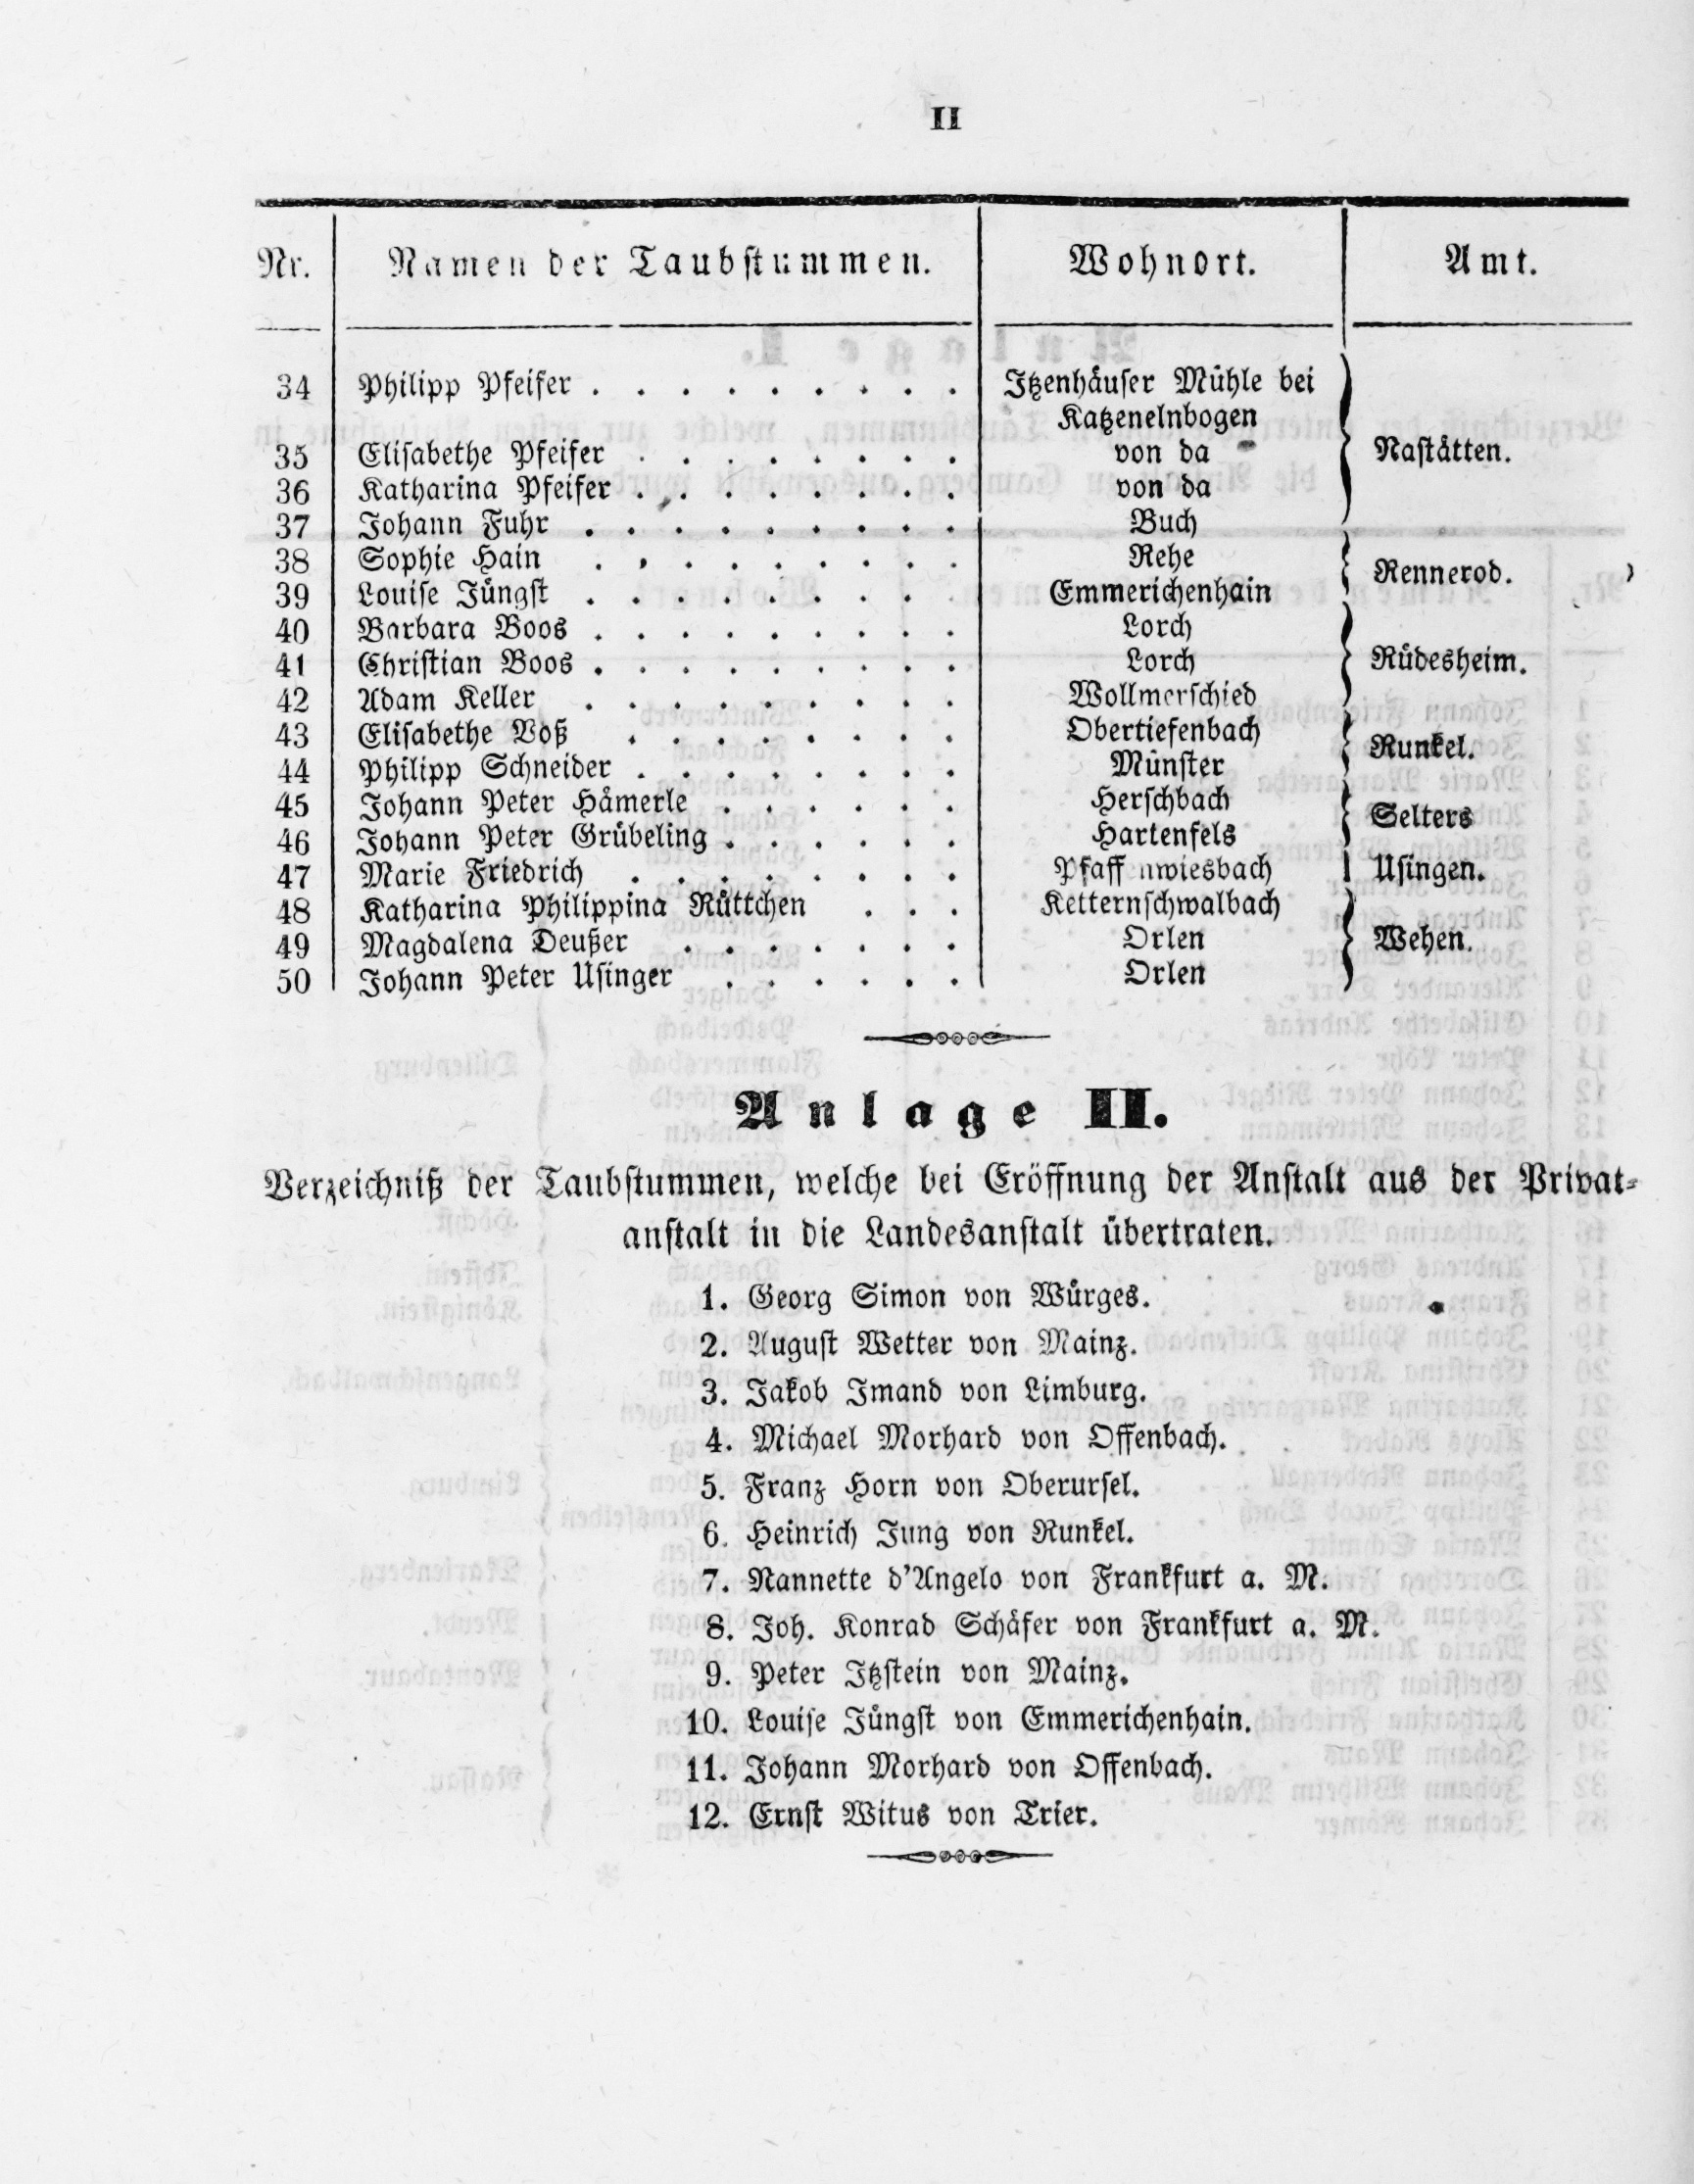 II
Nr. Namen der Taubstummen. Wohnort. Amt.
34 Philipp Pfeifer . . . . . . . . . Itzenhäuser Mühle bei
Katzenelnbogen
35 Elisabethe Pfeifer . . . . . . . . von da Nastätten.
36 Katharina Pfeifer . . . . . . . . von da
37 Johann Fuhr . . . . . . . . . Buch
38 Sophie Hain . . . . . . . . . Rehe
Rennerod.
39 Louise Jüngst . . . . . . . . . Emmerichenhain
40 Barbara Boos . . . . . . . . . Lorch
41 Christian Boos . . . . . . . . . Lorch Rüdesheim.
42 Adam Keller . . . . . . . . . Wollmerschied
43 Elisabethe Voß . . . . . . . . Obertiefenbach
Runkel.
44 Philipp Schneider . . . . . . . . Münster
45 Johann Peter Hämerle . . . . . . Herschbach
Selters
46 Johann Peter Grübeling . . . . . . Hartenfels
47 Marie Friedrich . . . . . . . . Pfaff nwiesbach Usingen.
48 Katharina Philippina Rüttchen . . . Ketternschwalbach
49 Magdalena Deußer . . . . . . . Orlen Wehen.
50 Johann Peter Usinger . . . . . . Orlen
Anlage II.
Verzeichniß der Taubstummen, welche bei Eröffnung der Anstalt aus der Privat-
anstalt in die Landesanstalt übertraten.
1. Georg Simon von Würges.
2. August Wetter von Mainz.
3. Jakob Imand von Limburg.
4. Michael Morhard von Offenbach.
5. Franz Horn von Oberursel.
6. Heinrich Jung von Runkel.
7. Nannette d'Angelo von Frankfurt a. M.
8. Joh. Konrad Schäfer von Frankfurt a. M.
9. Peter Itzstein von Mainz.
10. Louise Jüngst von Emmerichenhain.
11. Johann Morhard von Offenbach.
12. Ernst Witus von Trier.